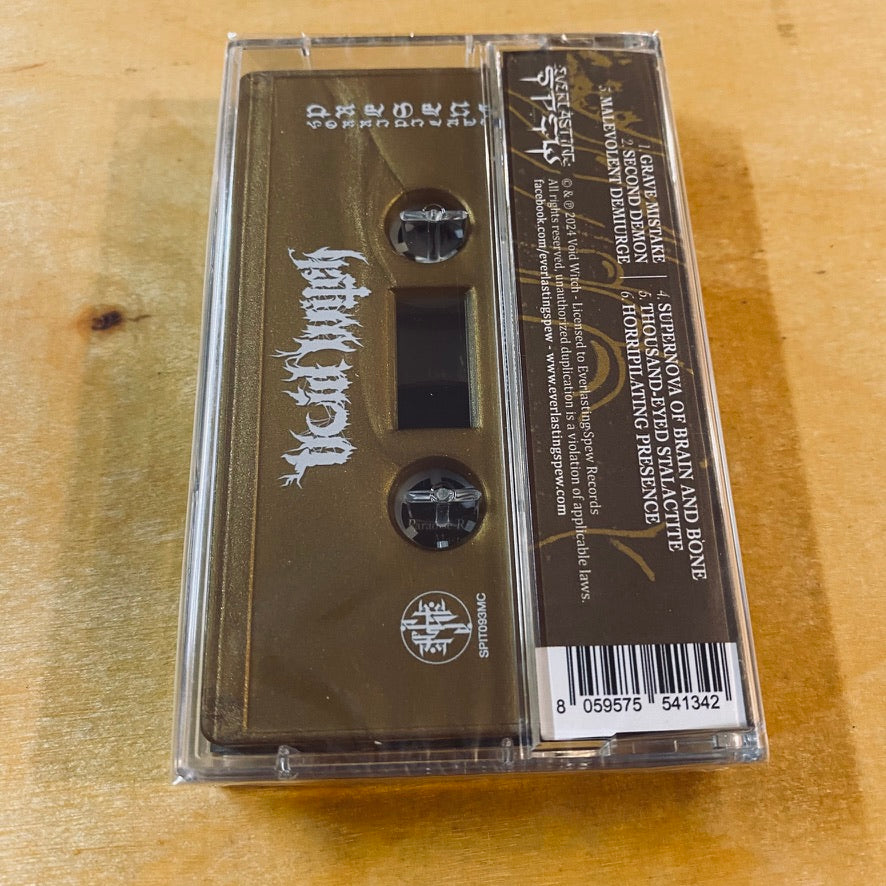 EVERLASTING
SPEW
1. GRAVE MISTAKE
2. SECOND DEMON
3. MALEVOLENT DEMIURGE
4. SUPERNOVA OF BRAIN AND BONE
5. THOUSAND-EYED STALACTITE
6. HORRIPILATING PRESENCE
© & ℗ 2024 Void Witch - Licensed to Everlasting Spew Records
All rights reserved, unauthorized duplication is a violation of applicable laws.
facebook.com/everlastingspew - www.everlastingspew.com
8 059575 541342
Void Witch
SPIT093MC